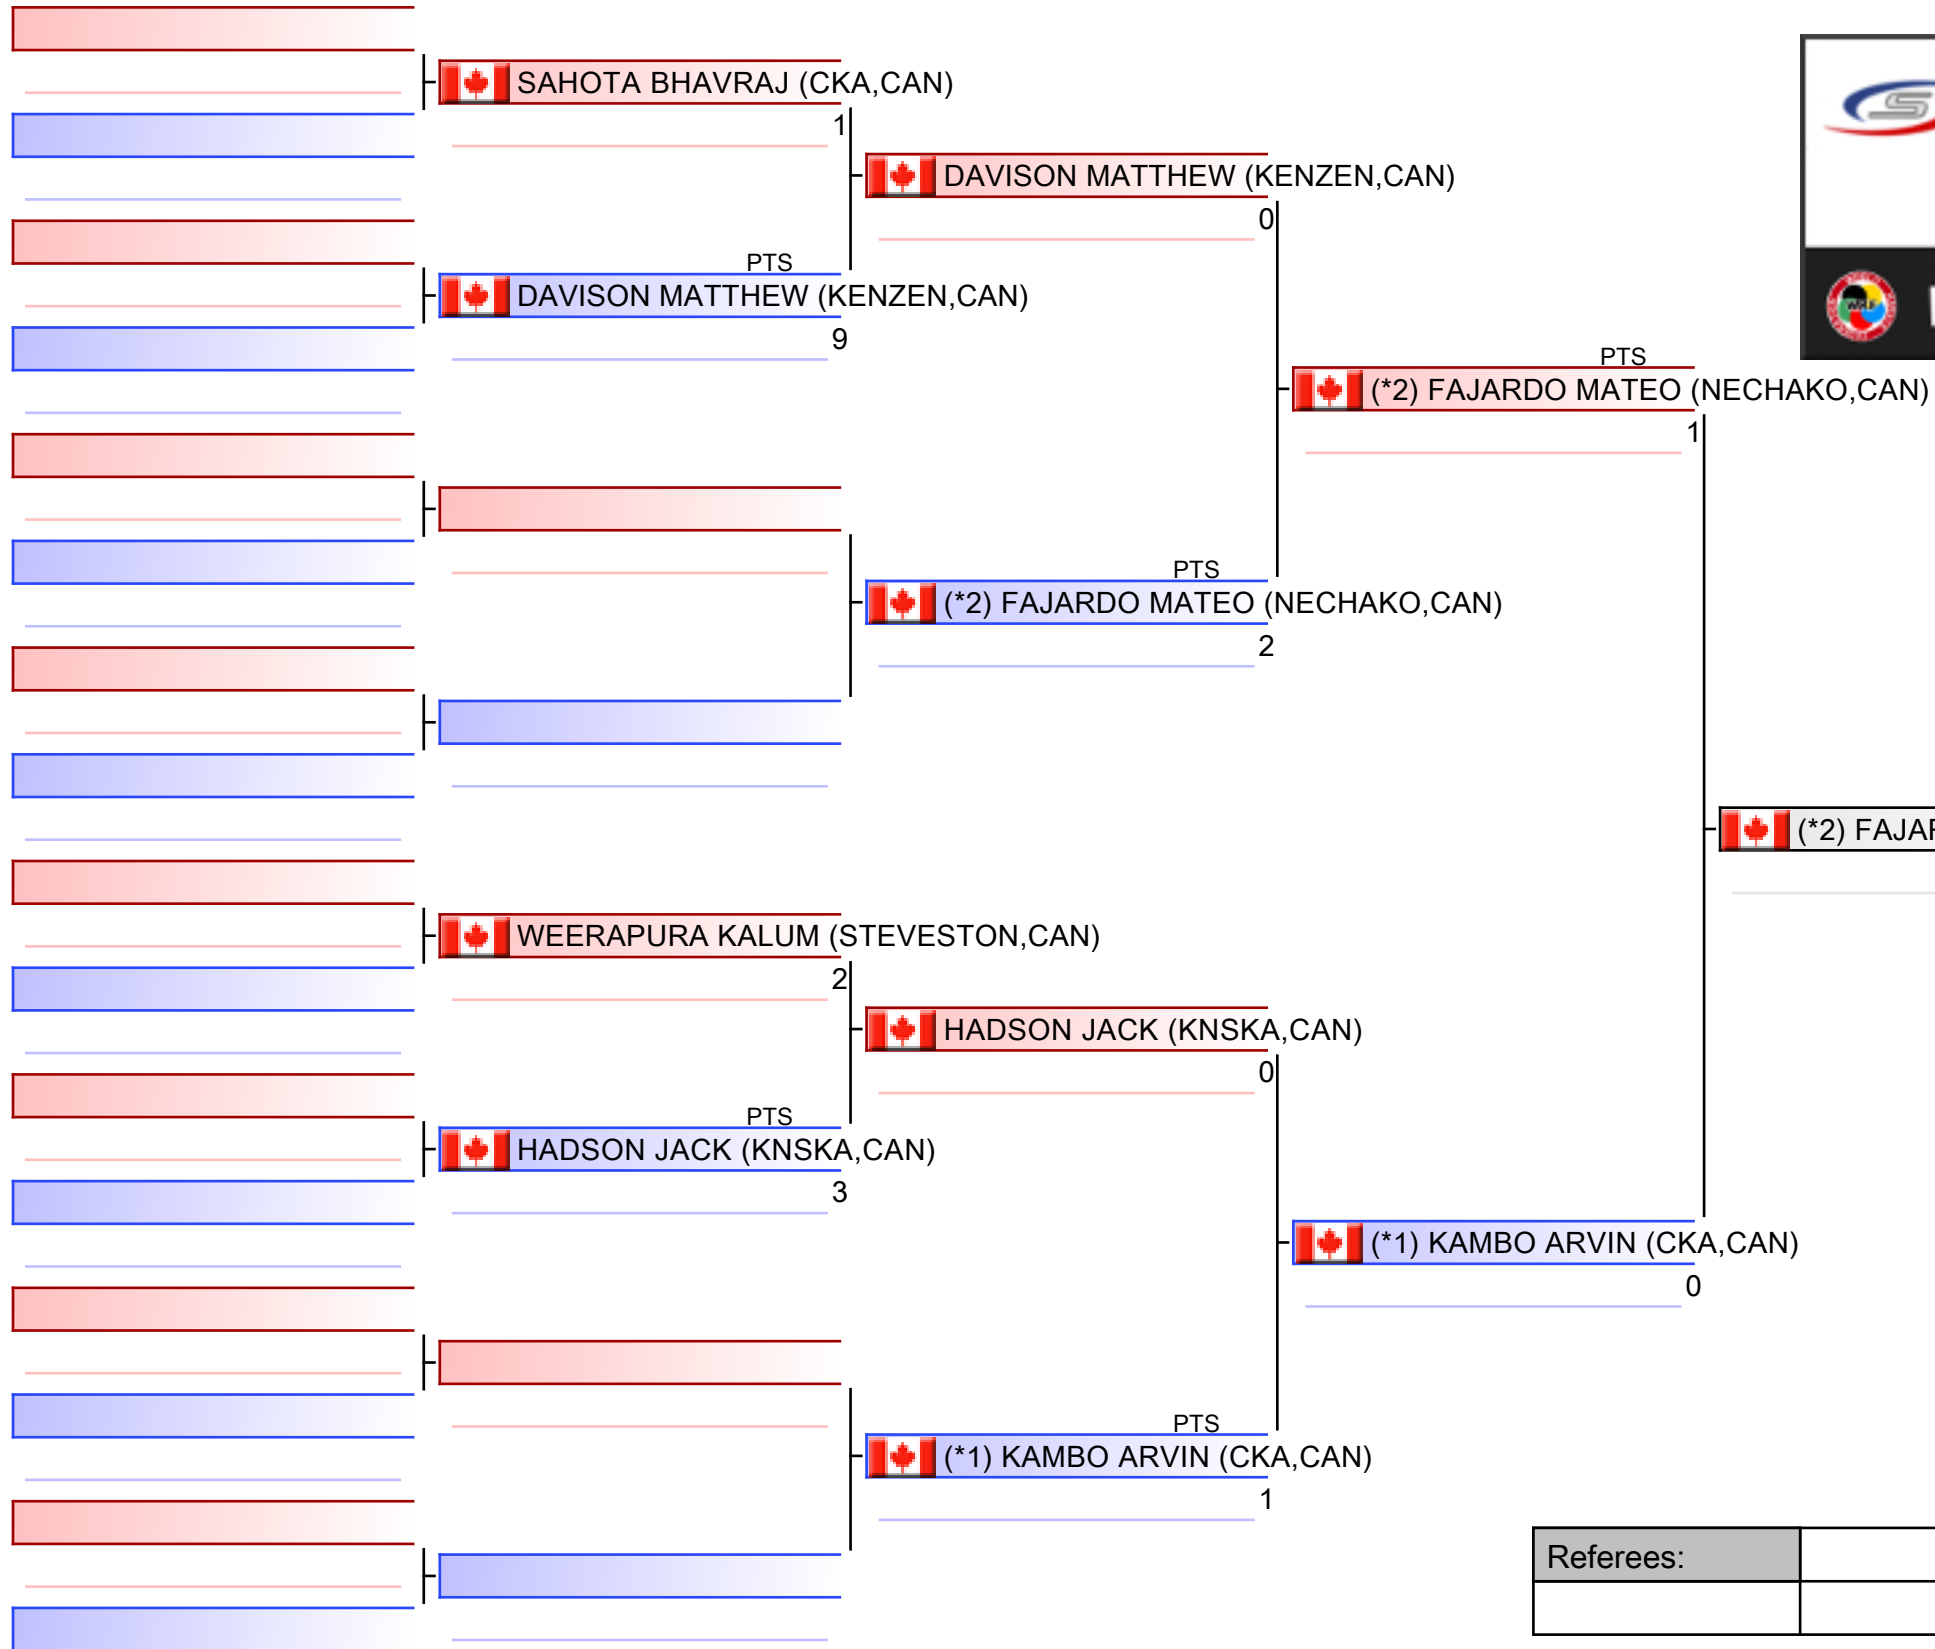 SAHOTA BHAVRAJ (CKA,CAN)
1
DAVISON MATTHEW (KENZEN,CAN)
0
PTS
DAVISON MATTHEW (KENZEN,CAN)
9
PTS
(*2) FAJARDO MATEO (NECHAKO,CAN)
1
PTS
(*2) FAJARDO MATEO (NECHAKO,CAN)
2
(*2) FAJAR
WEERAPURA KALUM (STEVESTON,CAN)
2
HADSON JACK (KNSKA,CAN)
0
PTS
HADSON JACK (KNSKA,CAN)
3
(*1) KAMBO ARVIN (CKA,CAN)
0
PTS
(*1) KAMBO ARVIN (CKA,CAN)
1
Referees: